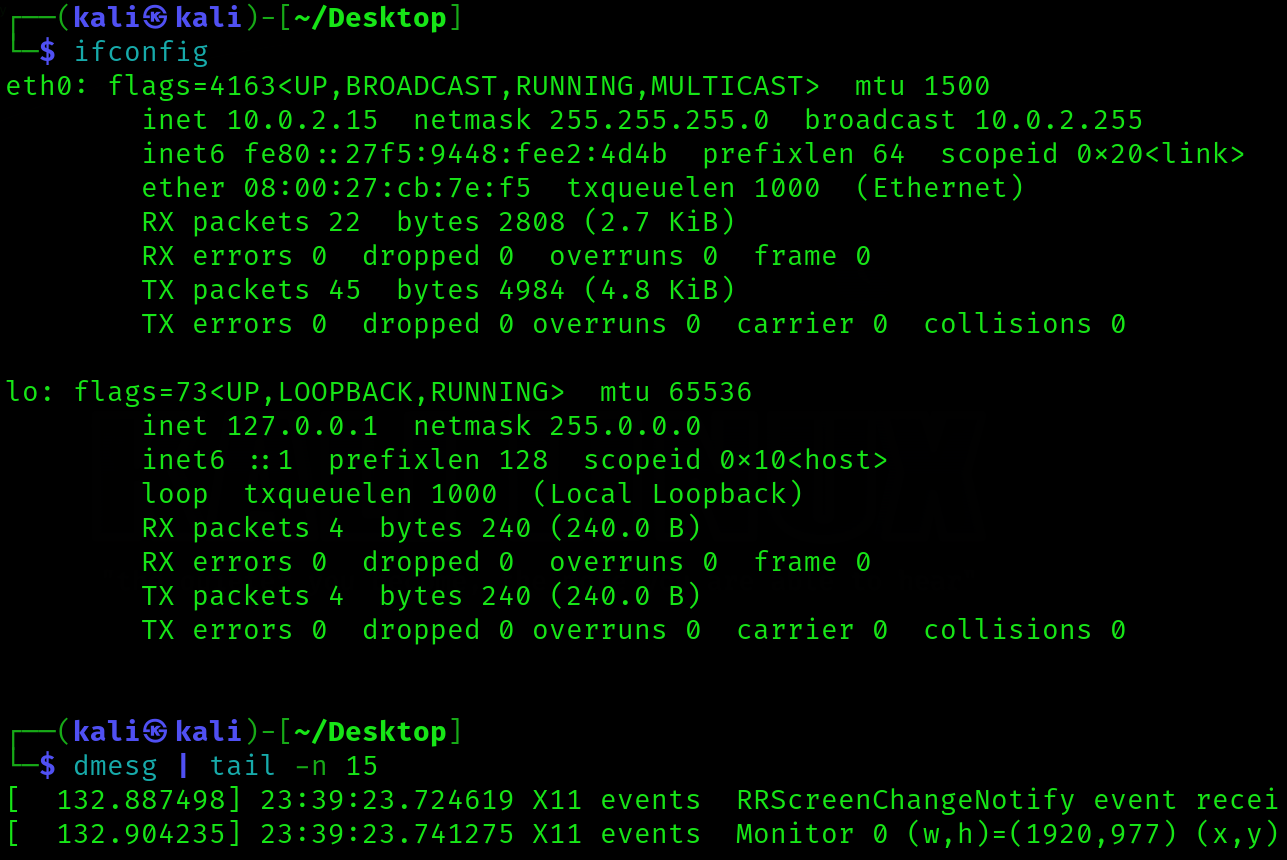 ┌──(kali㉿kali)-[~/Desktop]
└─$ ifconfig
eth0: flags=4163<UP,BROADCAST,RUNNING,MULTICAST>  mtu 1500
        inet 10.0.2.15  netmask 255.255.255.0  broadcast 10.0.2.255
        inet6 fe80::27f5:9448:fee2:4d4b  prefixlen 64  scopeid 0x20<link>
        ether 08:00:27:cb:7e:f5  txqueuelen 1000  (Ethernet)
        RX packets 22  bytes 2808 (2.7 KiB)
        RX errors 0  dropped 0  overruns 0  frame 0
        TX packets 45  bytes 4984 (4.8 KiB)
        TX errors 0  dropped 0 overruns 0  carrier 0  collisions 0

lo: flags=73<UP,LOOPBACK,RUNNING>  mtu 65536
        inet 127.0.0.1  netmask 255.0.0.0
        inet6 ::1  prefixlen 128  scopeid 0x10<host>
        loop  txqueuelen 1000  (Local Loopback)
        RX packets 4  bytes 240 (240.0 B)
        RX errors 0  dropped 0  overruns 0  frame 0
        TX packets 4  bytes 240 (240.0 B)
        TX errors 0  dropped 0 overruns 0  carrier 0  collisions 0

┌──(kali㉿kali)-[~/Desktop]
└─$ dmesg | tail -n 15
[  132.887498] 23:39:23.724619 X11 events  RRScreenChangeNotify event recei
[  132.904235] 23:39:23.741275 X11 events  Monitor 0 (w,h)=(1920,977) (x,y)